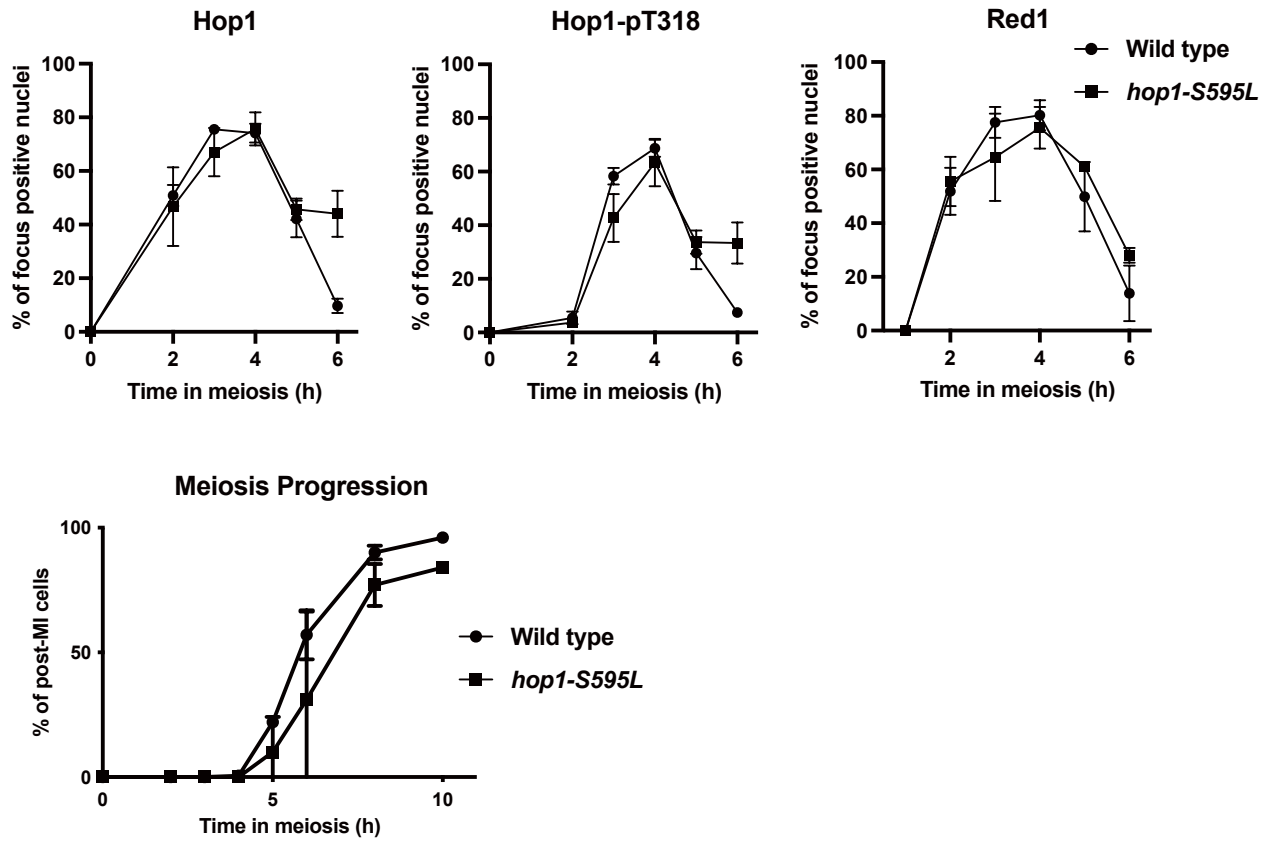 Hop1
% of focus positive nuclei
100
80
60
40
20
0
0 2 4 6
Time in meiosis (h)
Hop1-pT318
% of focus positive nuclei
100
80
60
40
20
0
0 2 4 6
Time in meiosis (h)
Red1
% of focus positive nuclei
100
80
60
40
20
0
2 4 6
Time in meiosis (h)
Wild type
hop1-S595L
Meiosis Progression
% of post-MI cells
100
50
0
0 5 10
Time in meiosis (h)
Wild type
hop1-S595L